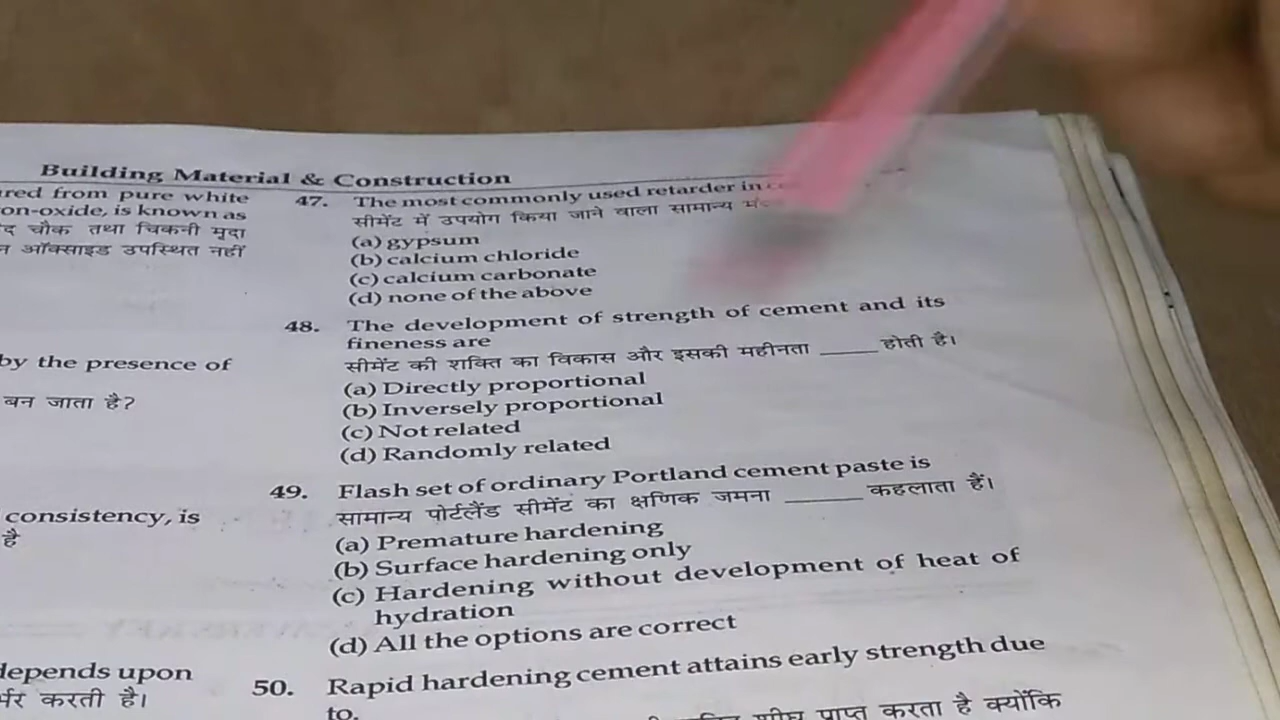 Building Material & Construction
red from pure white
on-oxide, is known as
चौक तथा चिकनी मृदा
ऑक्साइड उपस्थित नहीं
by the presence of
बन जाता है?
consistency, is
है
depends upon
करती है।
47. The most commonly used retarder in
सीमेंट में उपयोग किया जाने वाला सामान्य
(a) gypsum
(b) calcium chloride
(c) calcium carbonate
(d) none of the above
48. The development of strength of cement and its
fineness are
सीमेंट की शक्ति का विकास और इसकी महीनता _____ होती है।
(a) Directly proportional
(b) Inversely proportional
(c) Not related
(d) Randomly related
49. Flash set of ordinary Portland cement paste is
सामान्य पोर्टलैंड सीमेंट का क्षणिक जमना ______ कहलाता हैं।
(a) Premature hardening
(b) Surface hardening only
(c) Hardening without development of heat of
hydration
(d) All the options are correct
50. Rapid hardening cement attains early strength due
to.
शीघ्र प्राप्त करता है क्योंकि